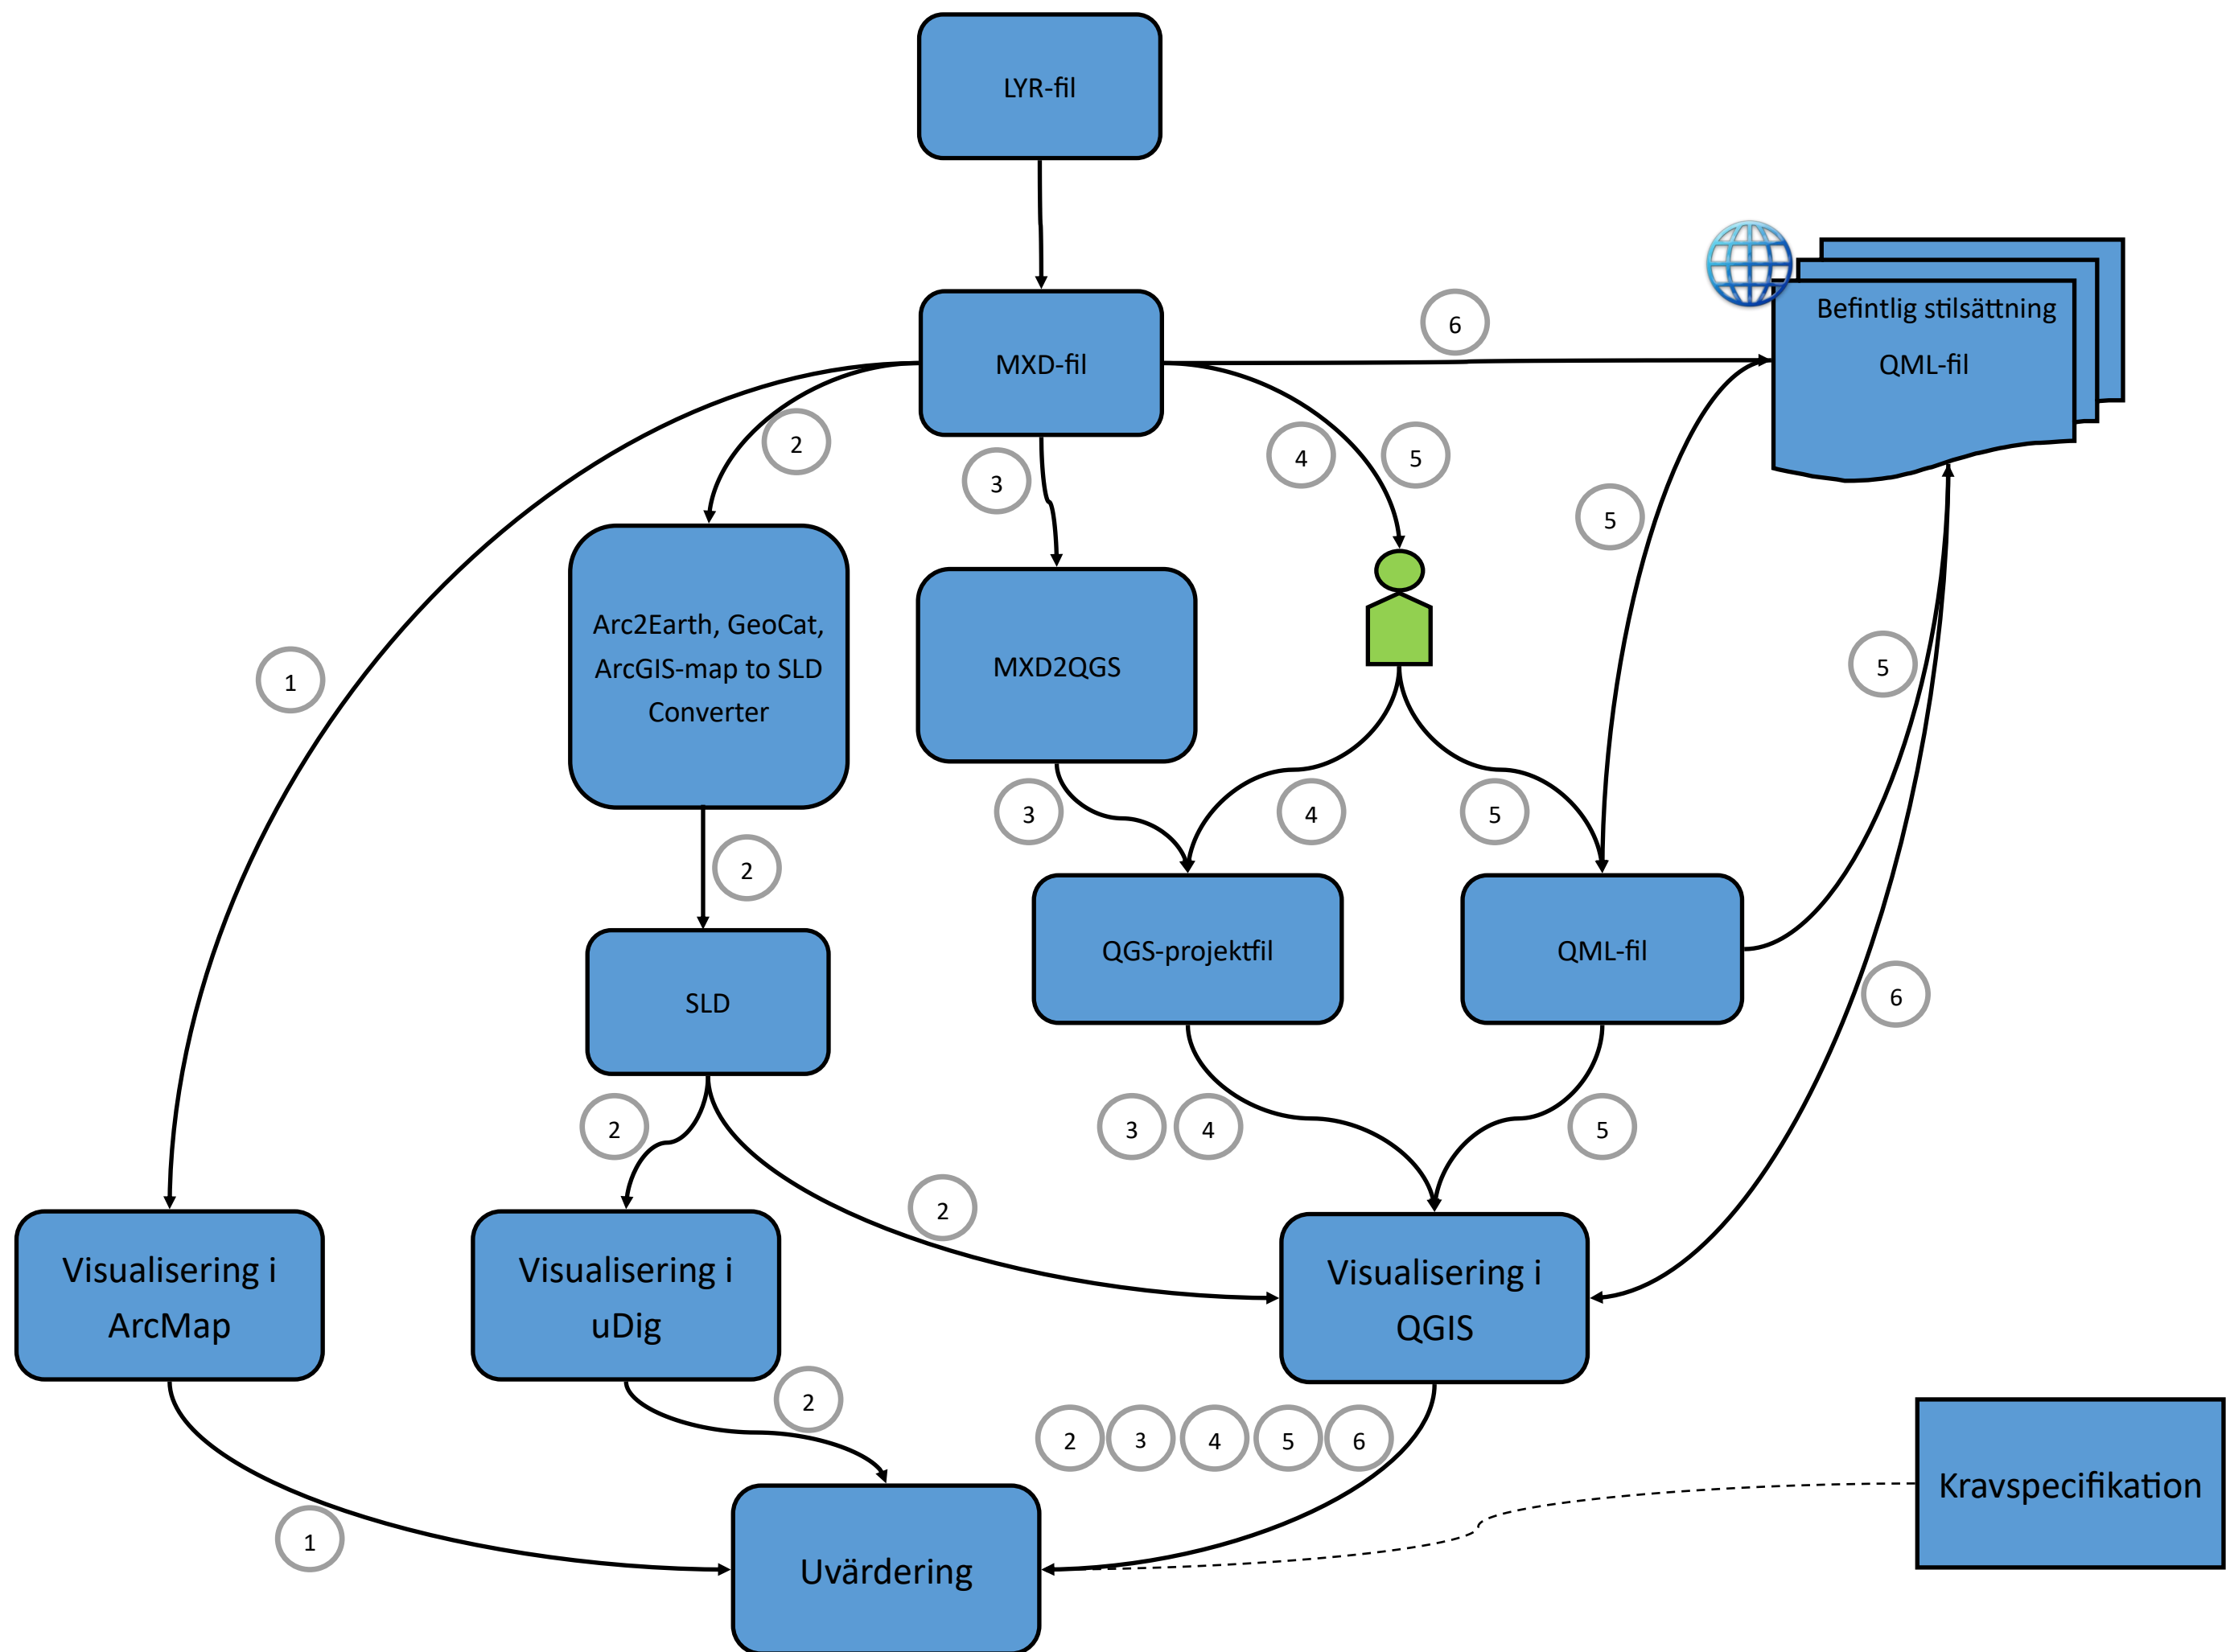 LYR-fil
Befintlig stilsättning
QML-fil
6
MXD-fil
2
3
4
5
5
1
Arc2Earth, GeoCat,
ArcGIS-map to SLD
Converter
MXD2QGS
5
3
4
5
2
QGS-projektfil
QML-fil
SLD
6
2
3
4
5
2
Visualisering i
ArcMap
Visualisering i
uDig
Visualisering i
QGIS
2
2
3
4
5
6
Kravspecifikation
1
Uvärdering